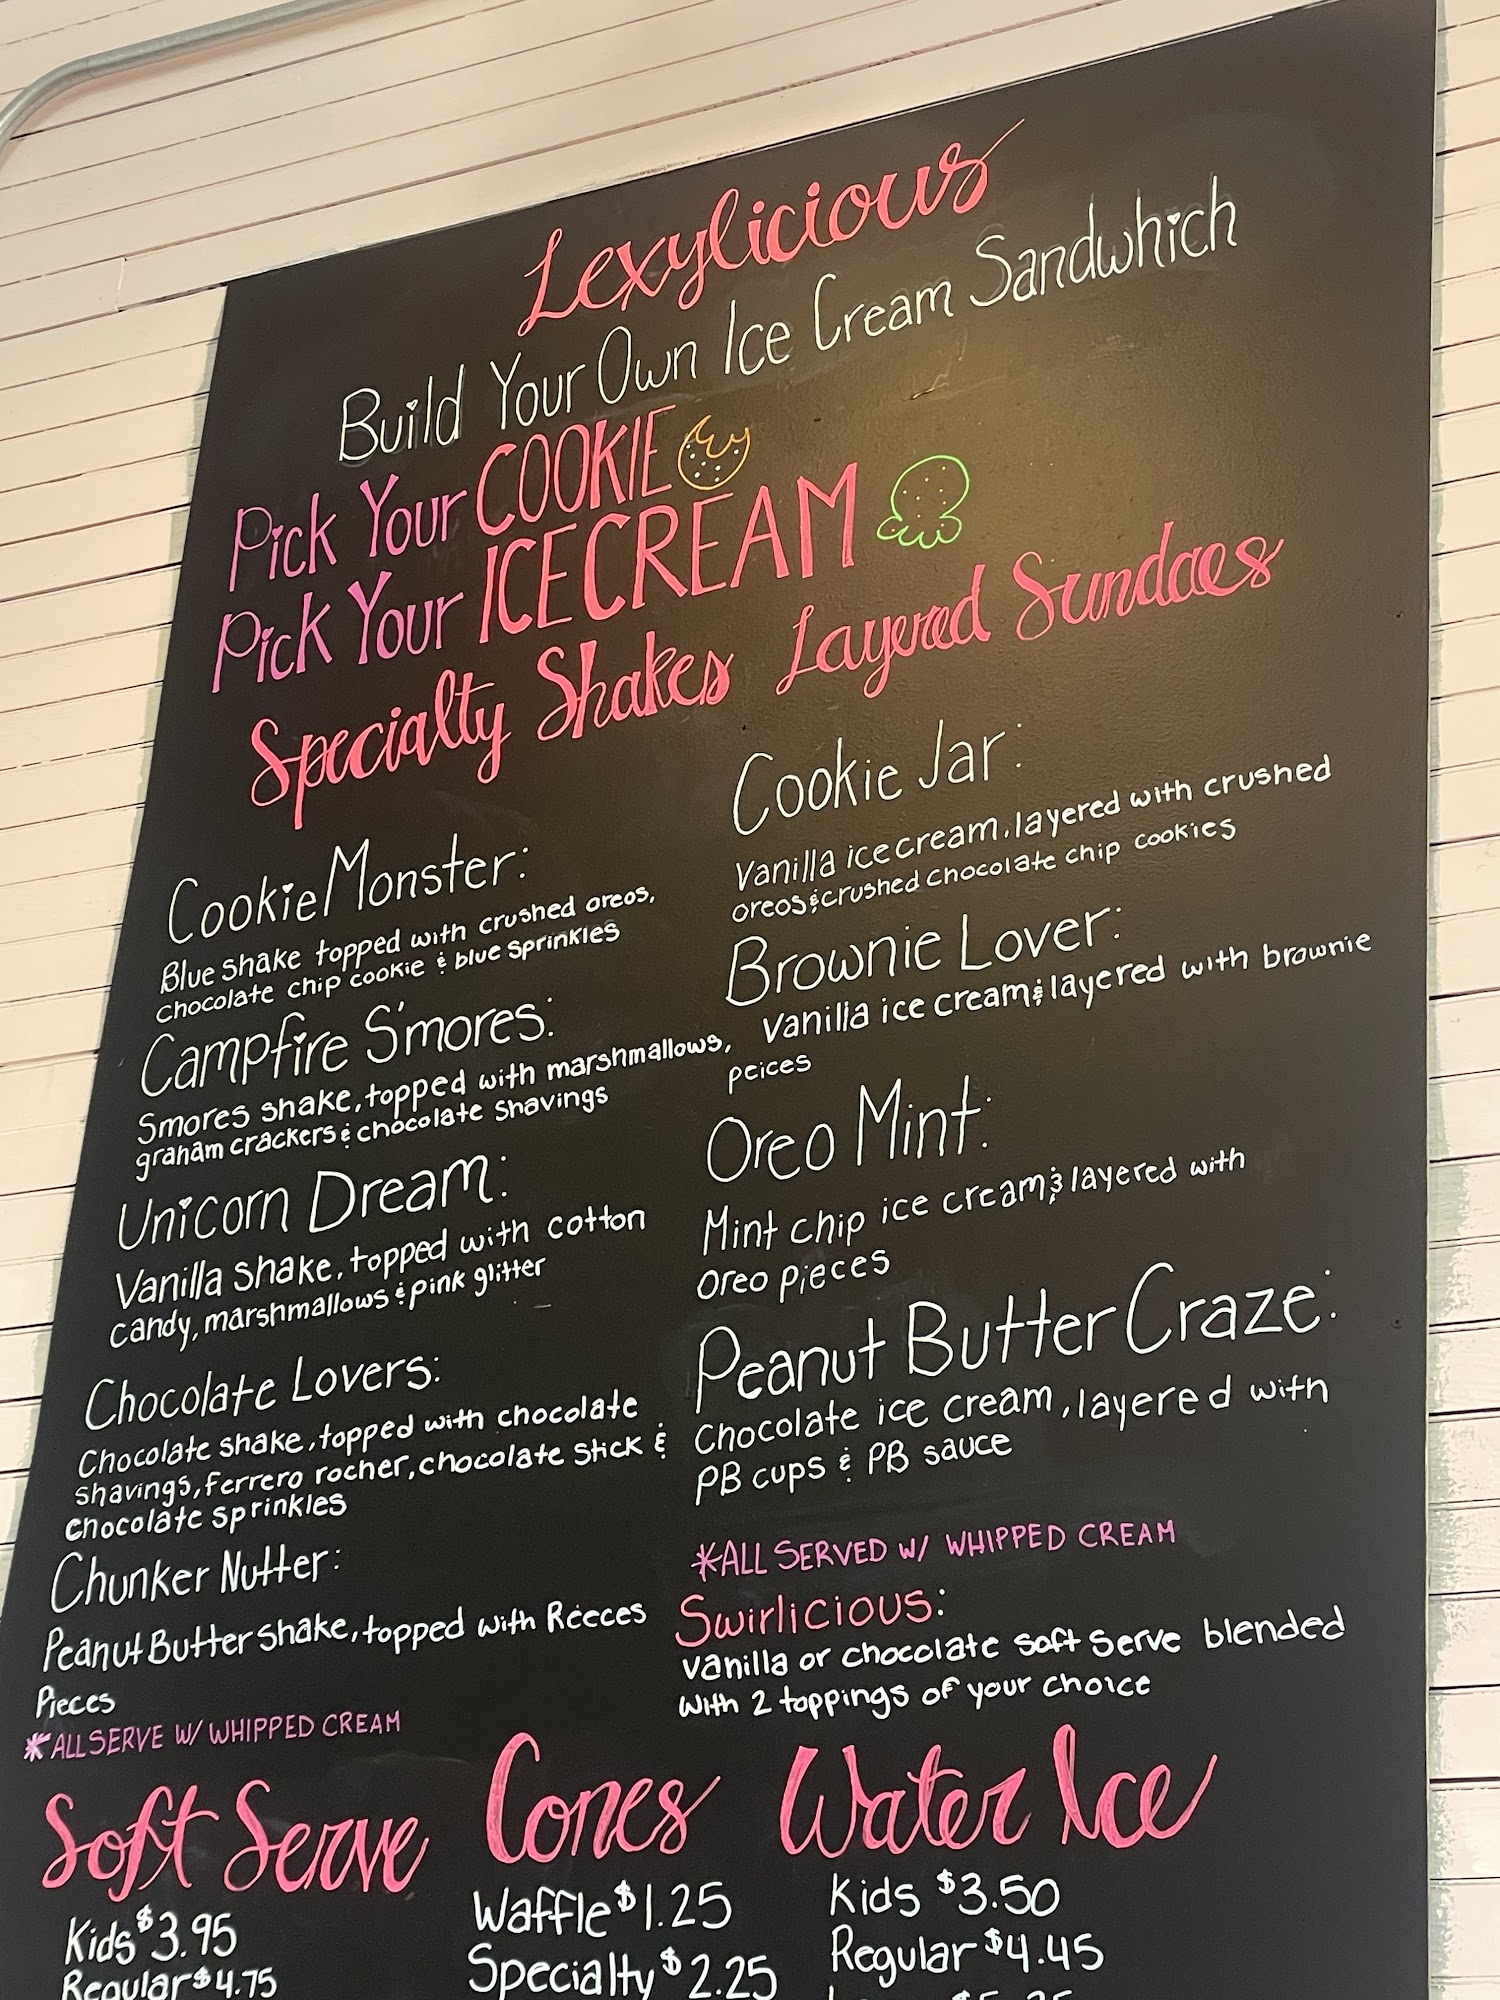 Lexylicious
Build Your Own Ice Cream Sandwhich
Pick Your COOKIE
Pick Your ICECREAM
Specialty Shakes
Cookie Monster:
Blue shake topped with crushed oreos,
chocolate chip cookie & blue sprinkles
Campfire S'mores:
Smores shake, topped with marshmallows,
graham crackers & chocolate shavings
Unicorn Dream:
Vanilla shake, topped with cotton
candy, marshmallows & pink glitter
Chocolate Lovers:
Chocolate shake, topped with chocolate
shavings, ferrero rocher, chocolate stick &
chocolate sprinkles
Chunker Nutter:
Peanut Butter shake, topped with Reeces
Pieces
*ALL SERVE W/ WHIPPED CREAM
Layered Sundaes
Cookie Jar:
Vanilla ice cream, layered with crushed
oreos & crushed chocolate chip cookies
Brownie Lover:
Vanilla ice cream & layered with brownie
peices
Oreo Mint:
Mint chip ice cream & layered with
oreo pieces
Peanut Butter Craze:
Chocolate ice cream, layered with
PB cups & PB sauce
*ALL SERVED W/ WHIPPED CREAM
Swirlicious:
Vanilla or chocolate soft serve blended
with 2 toppings of your choice
Soft Serve
Kids $3.95
Regular $4.75
Cones
Waffle $1.25
Specialty $2.25
Water Ice
Kids $3.50
Regular $4.45